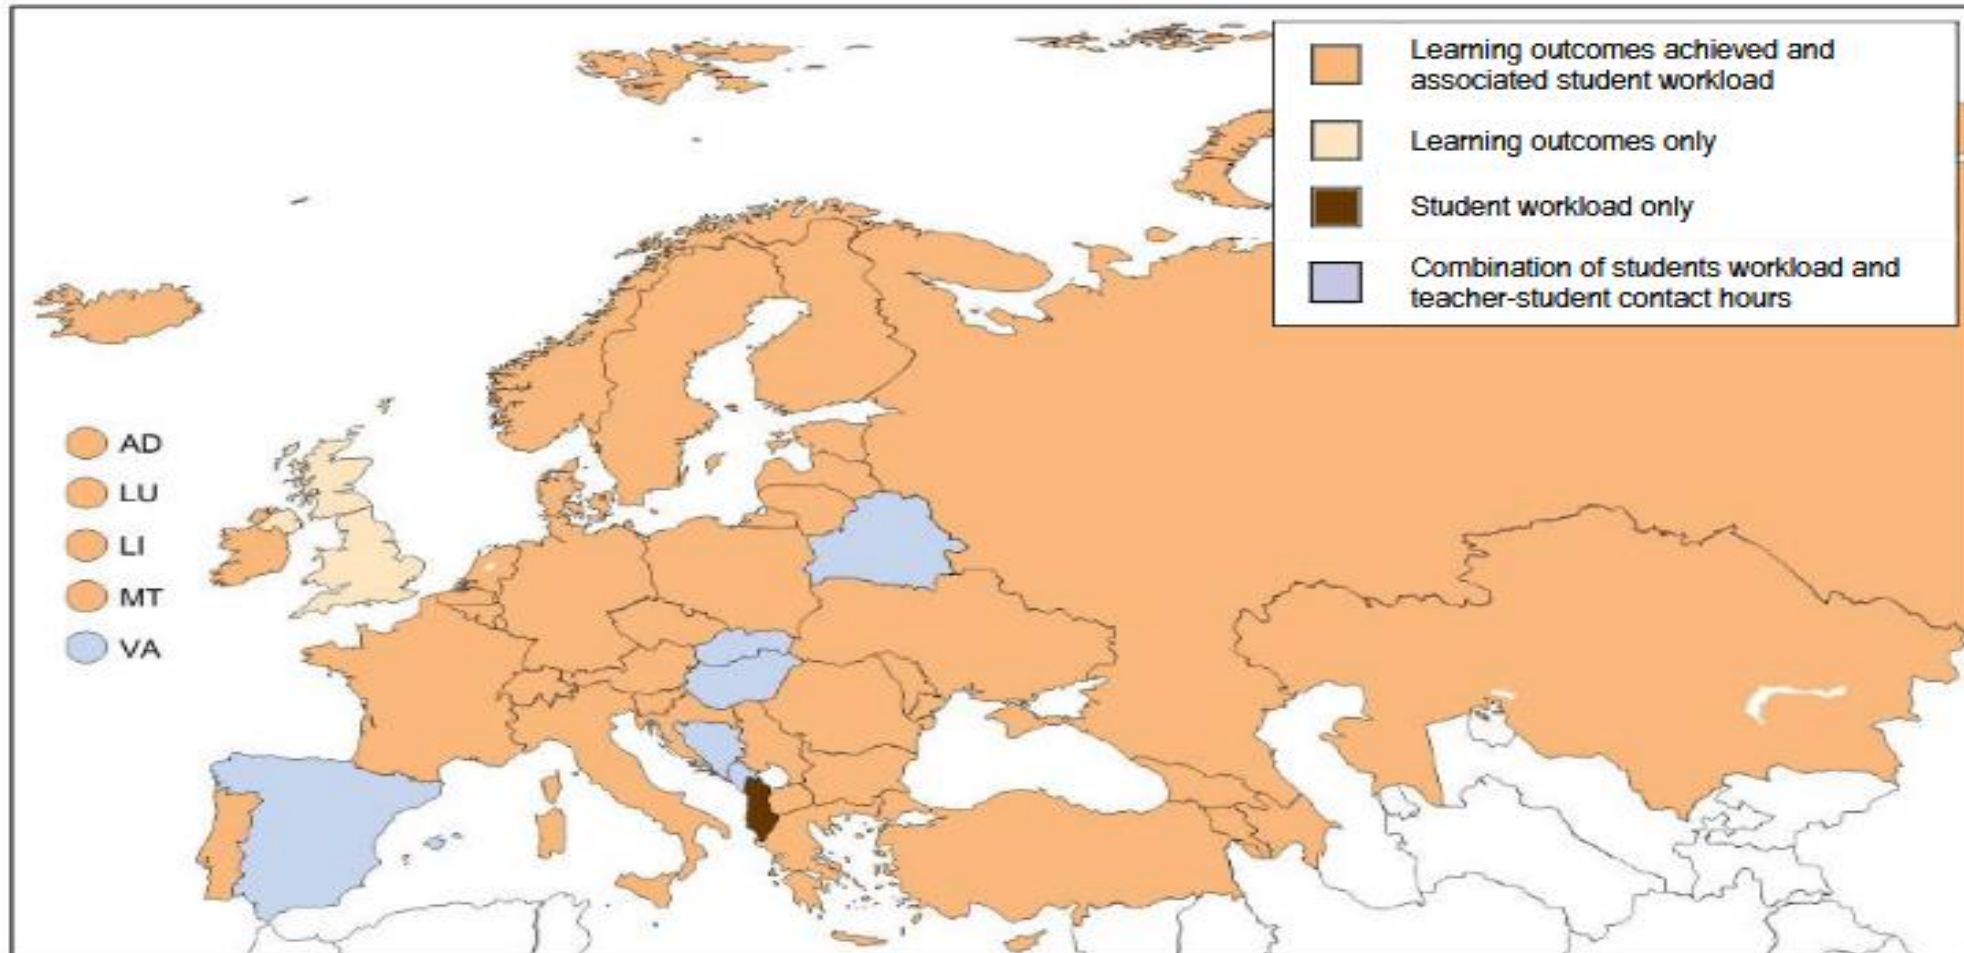 Learning outcomes achieved and
associated student workload
Learning outcomes only
Student workload only
Combination of students workload and
teacher-student contact hours
AD
LU
LI
MT
VA